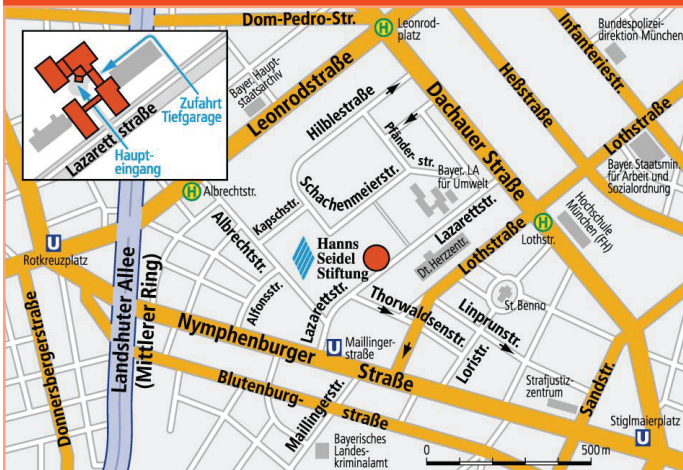 Dom-Pedro-Str.
H
Leonrod-
platz
Bundespolizei-
direktion München
Infanteriestr.
Heßstraße
Zufahrt
Tiefgarage
Lazarettstraße
Haupt-
eingang
Bayer. Haupt-
staatsarchiv
Leonrodstraße
Hilblestraße
Pfänder-
str.
Dachauer Straße
Lothstraße
Bayer. Staatsmin.
für Arbeit und
Sozialordnung
Bayer. LA
für Umwelt
Schachenmeierstr.
H
Albrechtstr.
Kapschstr.
Albrechtstr.
Lazarettstr.
Hochschule
München (FH)
H
Lothstr.
U
Rotkreuzplatz
Landshuter Allee
(Mittlerer Ring)
Hanns
Seidel
Stiftung
Dt. Herzzentr.
Lothstraße
Alfonsstr.
Lazarettstr.
Thorwaldsenstr.
St. Benno
Linprunstr.
Nymphenburger
Straße
U
Maillinger-
straße
Loristr.
Donnersbergerstraße
Blutenburg-
straße
Maillingerstr.
Strafjustiz-
zentrum
Sandstr.
Stiglmaierplatz
U
Bayerisches
Landes-
kriminalamt
0
500 m